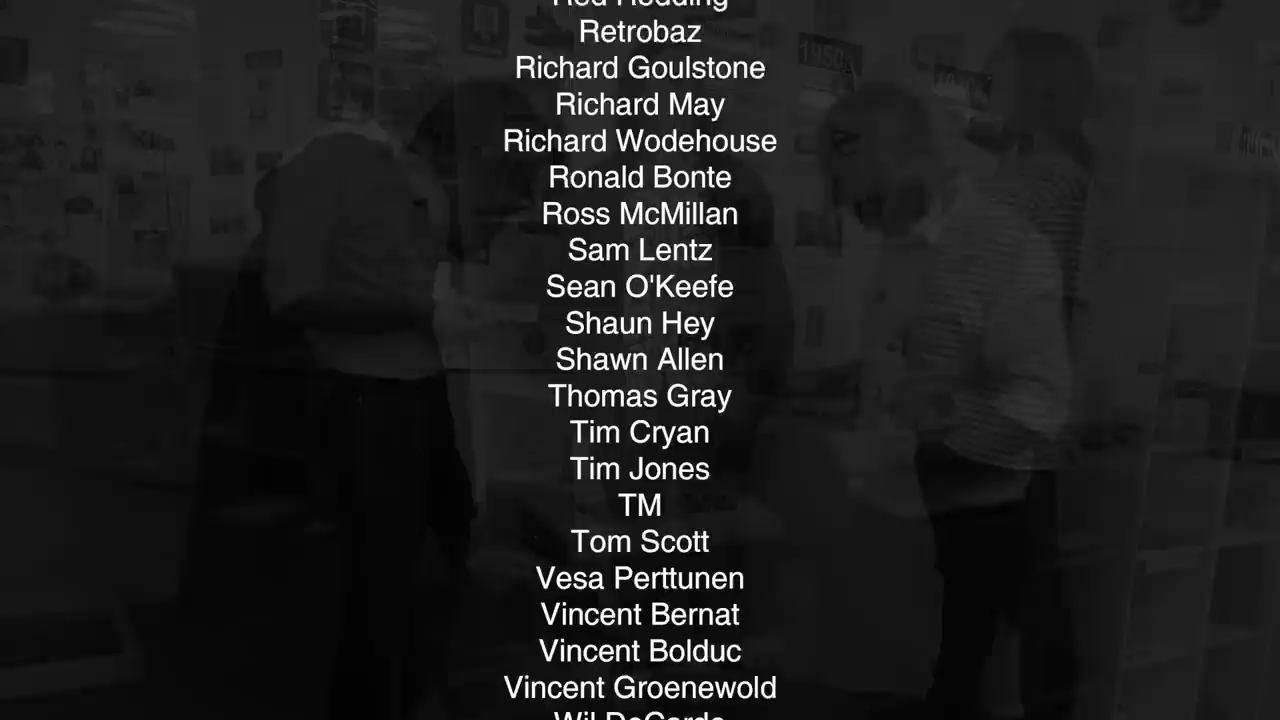 Retrobaz
Richard Goulstone
Richard May
Richard Wodehouse
Ronald Bonte
Ross McMillan
Sam Lentz
Sean O'Keefe
Shaun Hey
Shawn Allen
Thomas Gray
Tim Cryan
Tim Jones
TM
Tom Scott
Vesa Perttunen
Vincent Bernat
Vincent Bolduc
Vincent Groenewold
1950s